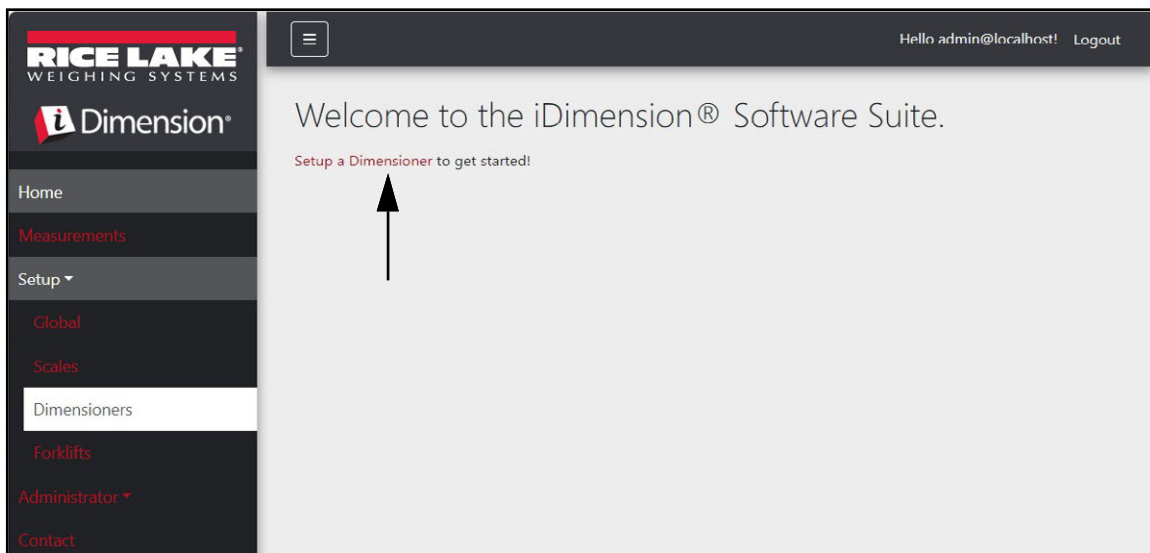 RICE LAKE®
WEIGHING SYSTEMS
i Dimension®
Home
Measurements
Setup
Global
Scales
Dimensioners
Forklifts
Administrator
Contact
Hello admin@localhost! Logout
Welcome to the iDimension® Software Suite.
Setup a Dimensioner to get started!